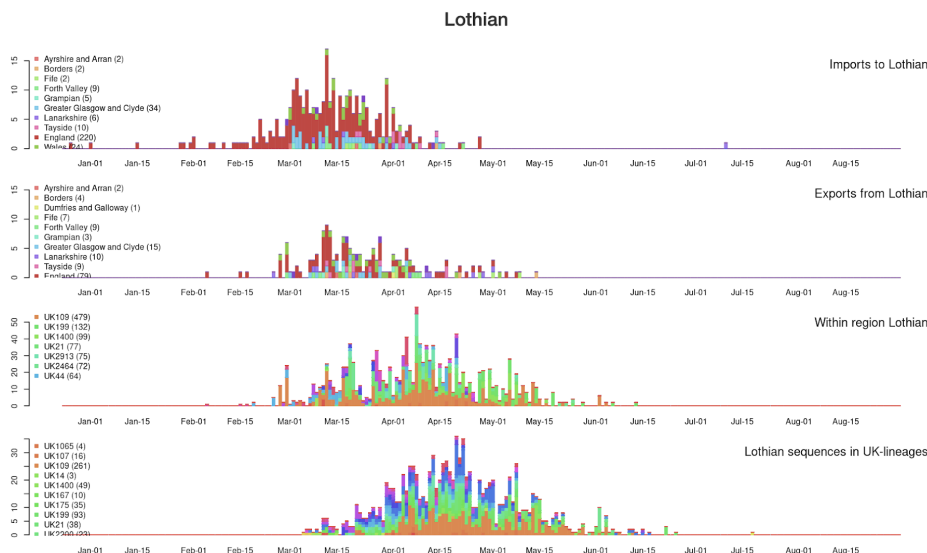 Lothian
Imports to Lothian
15
10
5
0
Ayrshire and Arran (2)
Borders (2)
Fife (2)
Forth Valley (9)
Grampian (5)
Greater Glasgow and Clyde (34)
Lanarkshire (6)
Tayside (10)
England (220)
Wales (24)
Jan-01 Jan-15 Feb-01 Feb-15 Mar-01 Mar-15 Apr-01 Apr-15 May-01 May-15 Jun-01 Jun-15 Jul-01 Jul-15 Aug-01 Aug-15
Exports from Lothian
15
10
5
0
Ayrshire and Arran (2)
Borders (4)
Dumfries and Galloway (1)
Fife (7)
Forth Valley (9)
Grampian (3)
Greater Glasgow and Clyde (15)
Lanarkshire (10)
Tayside (9)
England (79)
Jan-01 Jan-15 Feb-01 Feb-15 Mar-01 Mar-15 Apr-01 Apr-15 May-01 May-15 Jun-01 Jun-15 Jul-01 Jul-15 Aug-01 Aug-15
Within region Lothian
50
40
30
20
10
0
UK109 (479)
UK199 (132)
UK1400 (99)
UK21 (77)
UK2913 (75)
UK2464 (72)
UK44 (64)
Jan-01 Jan-15 Feb-01 Feb-15 Mar-01 Mar-15 Apr-01 Apr-15 May-01 May-15 Jun-01 Jun-15 Jul-01 Jul-15 Aug-01 Aug-15
Lothian sequences in UK-lineages
30
20
10
5
0
UK1065 (4)
UK107 (16)
UK109 (261)
UK14 (3)
UK1400 (49)
UK167 (10)
UK175 (35)
UK199 (93)
UK21 (38)
UK2200 (23)
Jan-01 Jan-15 Feb-01 Feb-15 Mar-01 Mar-15 Apr-01 Apr-15 May-01 May-15 Jun-01 Jun-15 Jul-01 Jul-15 Aug-01 Aug-15